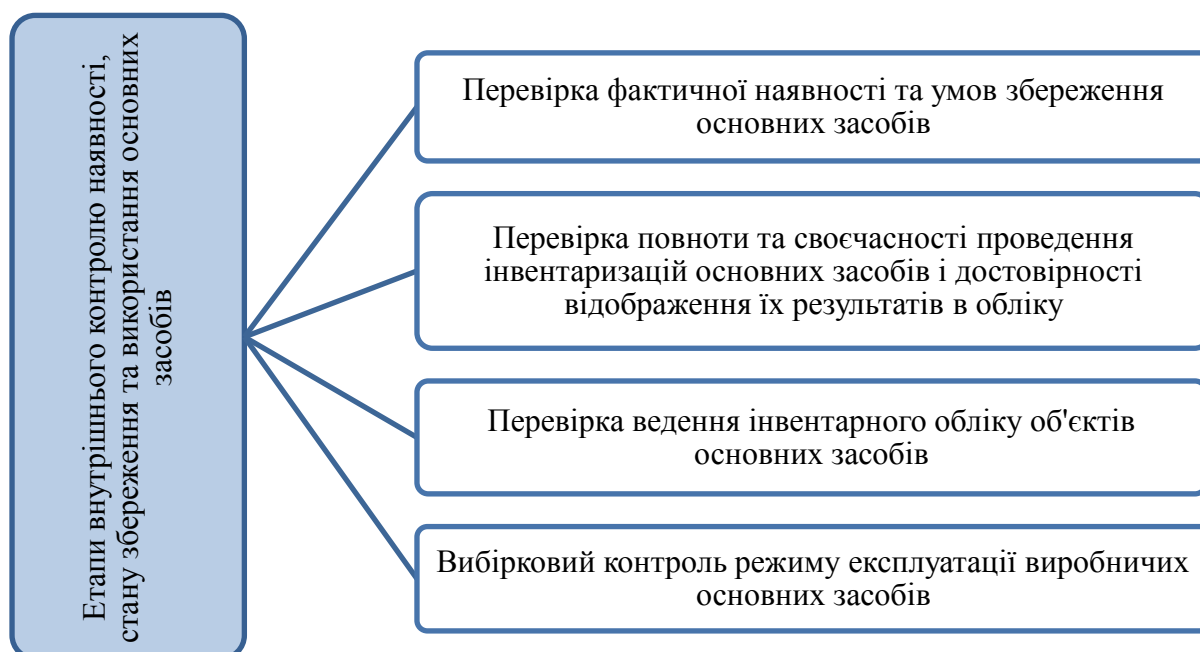 Етапи внутрішнього контролю наявності,
стану збереження та використання основних
засобів
Перевірка фактичної наявності та умов збереження
основних засобів
Перевірка повноти та своєчасності проведення
інвентаризацій основних засобів і достовірності
відображення їх результатів в обліку
Перевірка ведення інвентарного обліку об'єктів
основних засобів
Вибірковий контроль режиму експлуатації виробничих
основних засобів